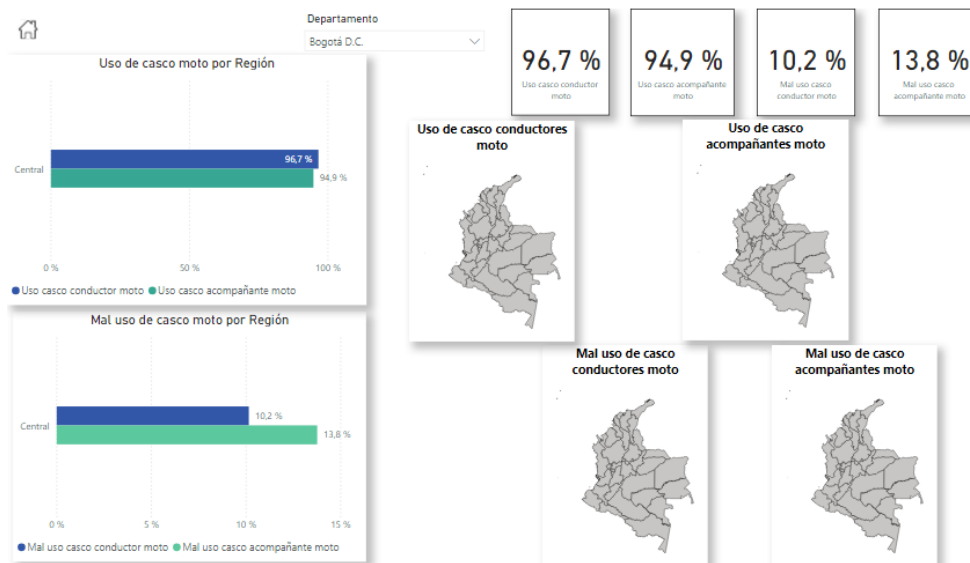 Departamento
Bogotá D.C.
96,7 %
Uso casco conductor
moto
94,9 %
Uso casco acompañante
moto
10,2 %
Mal uso casco
conductor moto
13,8 %
Mal uso casco
acompañante moto
Uso de casco moto por Región
Central
96,7 %
94,9 %
0 %
50 %
100 %
Uso casco conductor moto
Uso casco acompañante moto
Uso de casco conductores
moto
Uso de casco
acompañantes moto
Mal uso de casco moto por Región
Central
10,2 %
13,8 %
0 %
5 %
10 %
15 %
Mal uso casco conductor moto
Mal uso casco acompañante moto
Mal uso de casco
conductores moto
Mal uso de casco
acompañantes moto